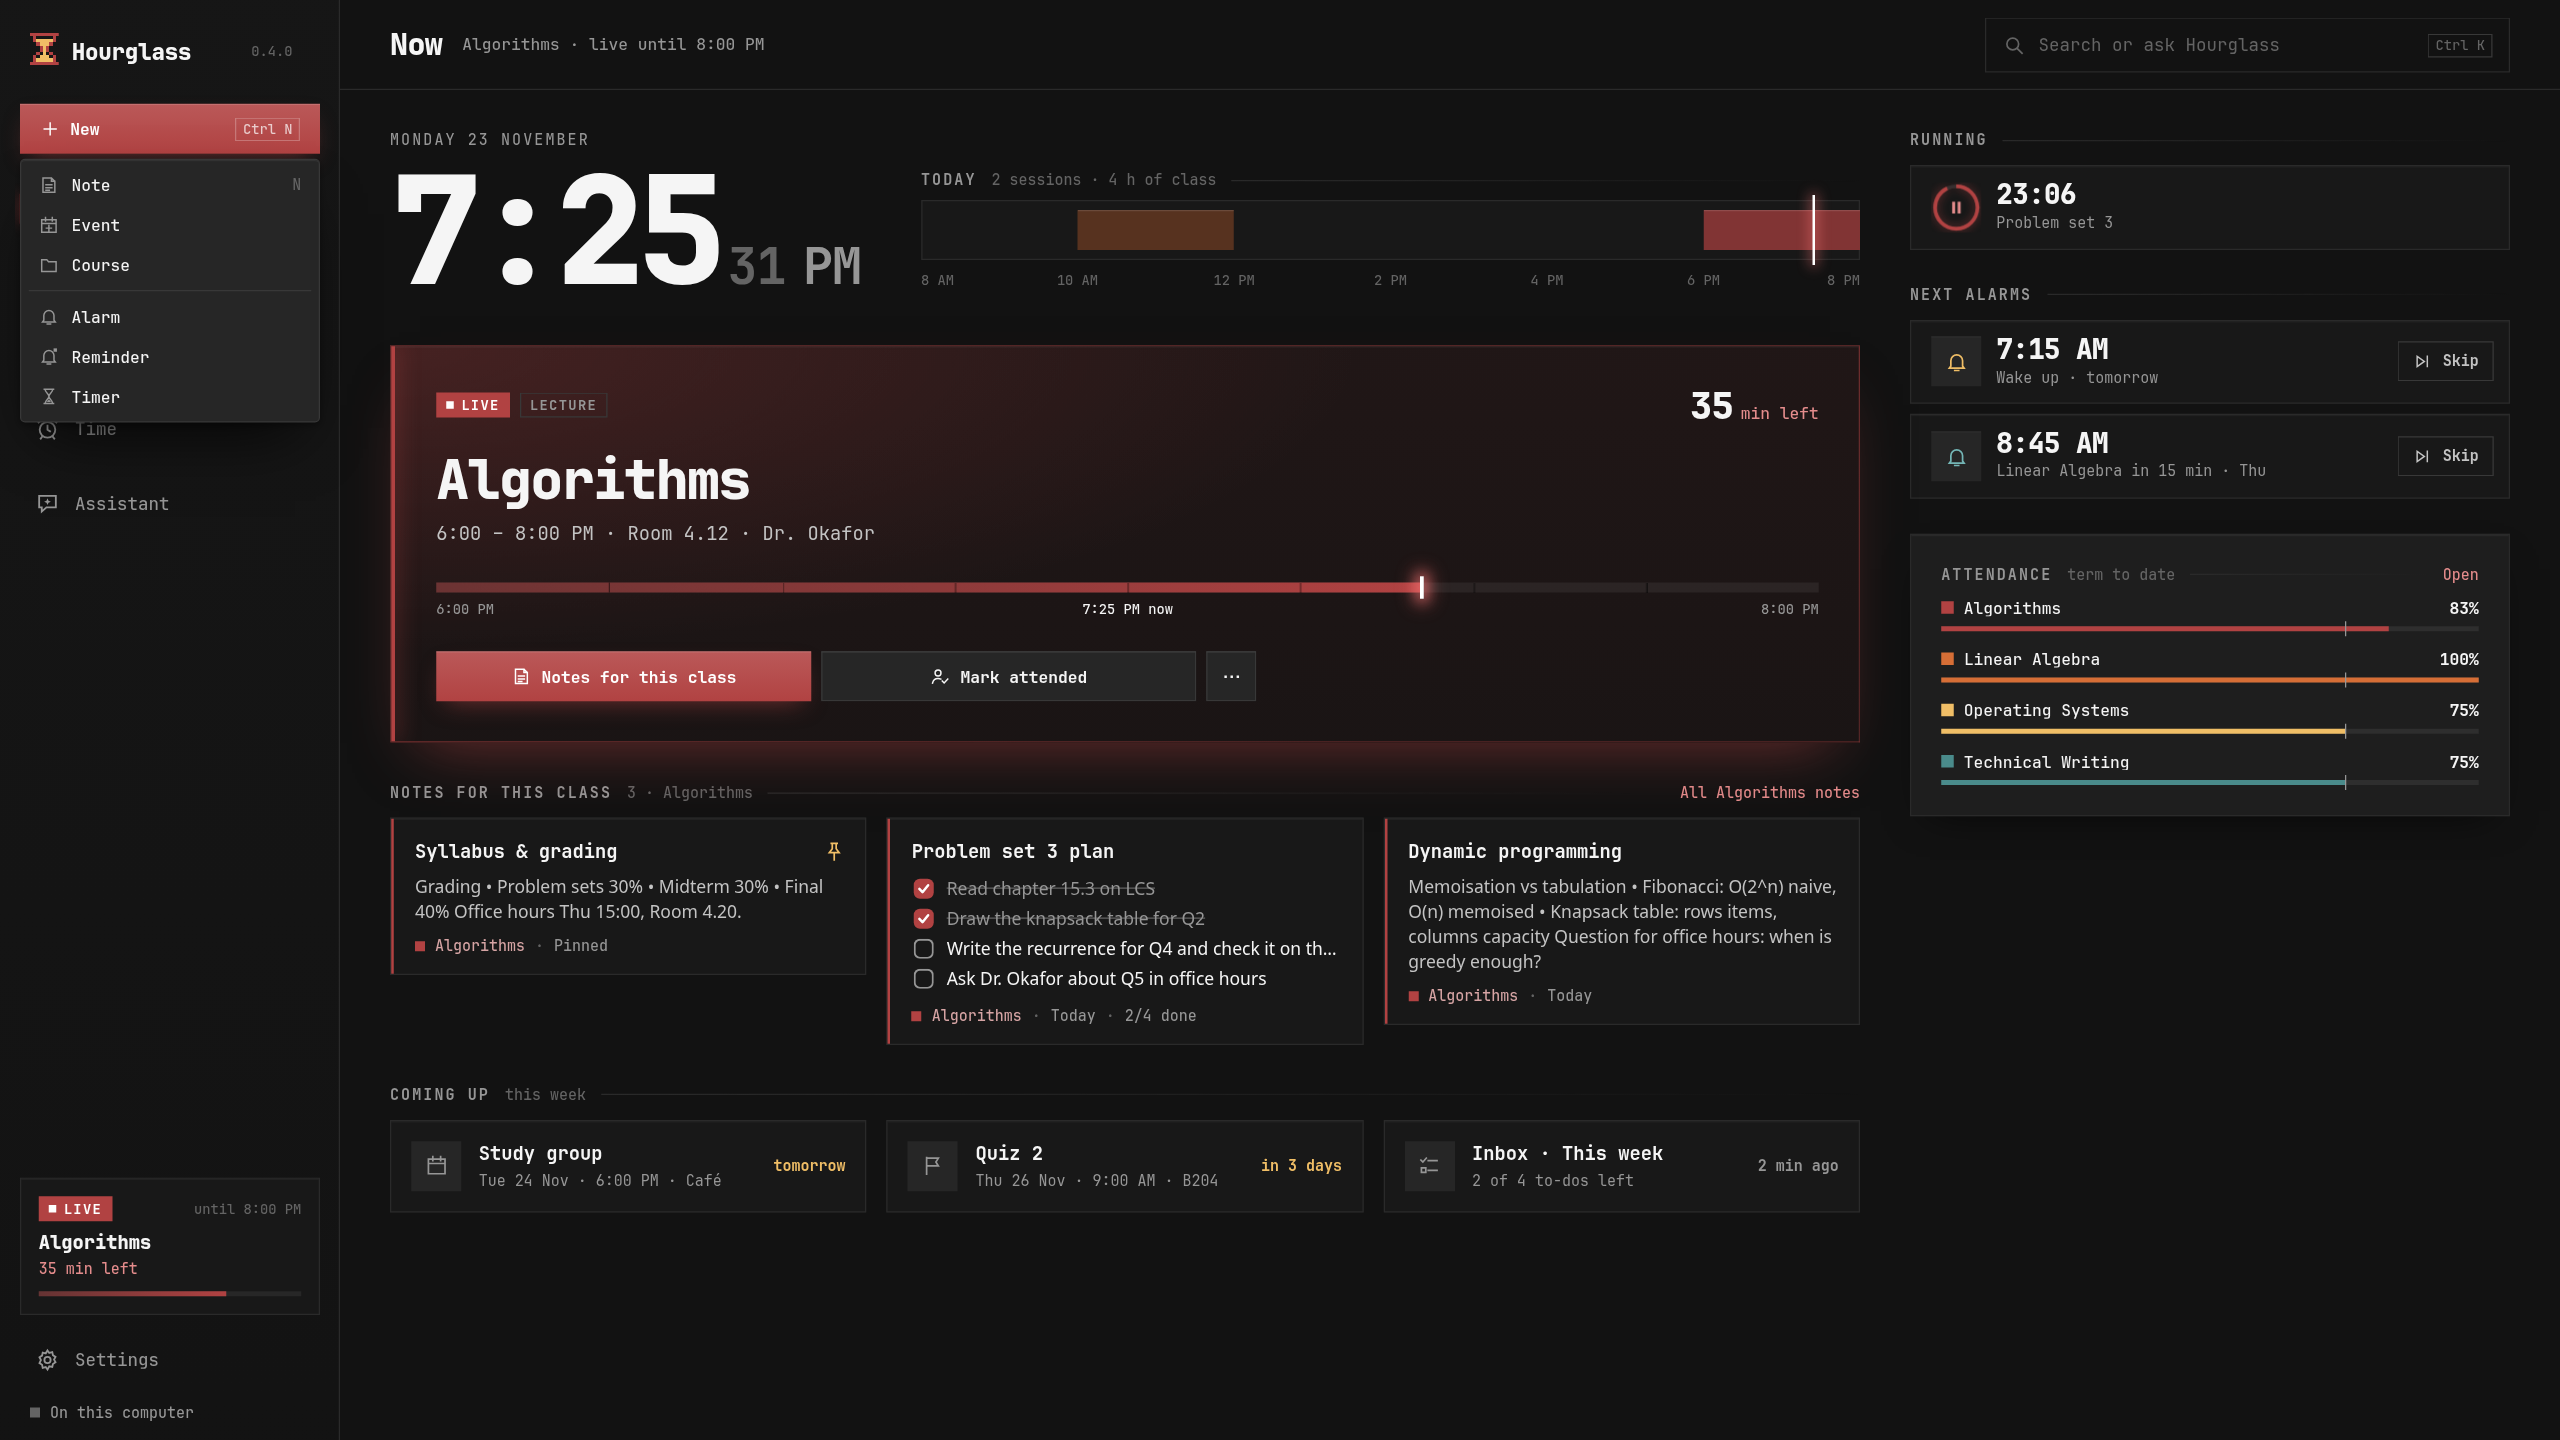 Hourglass 0.4.0
New Ctrl N
Note N
Event
Course
Alarm
Reminder
Timer
Time
Assistant
LIVE until 8:00 PM
Algorithms
35 min left
Settings
On this computer
Now Algorithms · live until 8:00 PM
Search or ask Hourglass Ctrl K
MONDAY 23 NOVEMBER
7:25 31 PM
TODAY 2 sessions · 4 h of class
8 AM 10 AM 12 PM 2 PM 4 PM 6 PM 8 PM
LIVE LECTURE
35 min left
Algorithms
6:00 – 8:00 PM · Room 4.12 · Dr. Okafor
6:00 PM 7:25 PM now 8:00 PM
Notes for this class Mark attended ···
NOTES FOR THIS CLASS 3 · Algorithms All Algorithms notes
Syllabus & grading
Grading • Problem sets 30% • Midterm 30% • Final
40% Office hours Thu 15:00, Room 4.20.
Algorithms · Pinned
Problem set 3 plan
Read chapter 15.3 on LCS
Draw the knapsack table for Q2
Write the recurrence for Q4 and check it on th...
Ask Dr. Okafor about Q5 in office hours
Algorithms · Today · 2/4 done
Dynamic programming
Memoisation vs tabulation • Fibonacci: O(2^n) naive,
O(n) memoised • Knapsack table: rows items,
columns capacity Question for office hours: when is
greedy enough?
Algorithms · Today
COMING UP this week
Study group
Tue 24 Nov · 6:00 PM · Café
tomorrow
Quiz 2
Thu 26 Nov · 9:00 AM · B204
in 3 days
Inbox · This week
2 of 4 to-dos left
2 min ago
RUNNING
23:06
Problem set 3
NEXT ALARMS
7:15 AM
Wake up · tomorrow
Skip
8:45 AM
Linear Algebra in 15 min · Thu
Skip
ATTENDANCE term to date Open
Algorithms 83%
Linear Algebra 100%
Operating Systems 75%
Technical Writing 75%